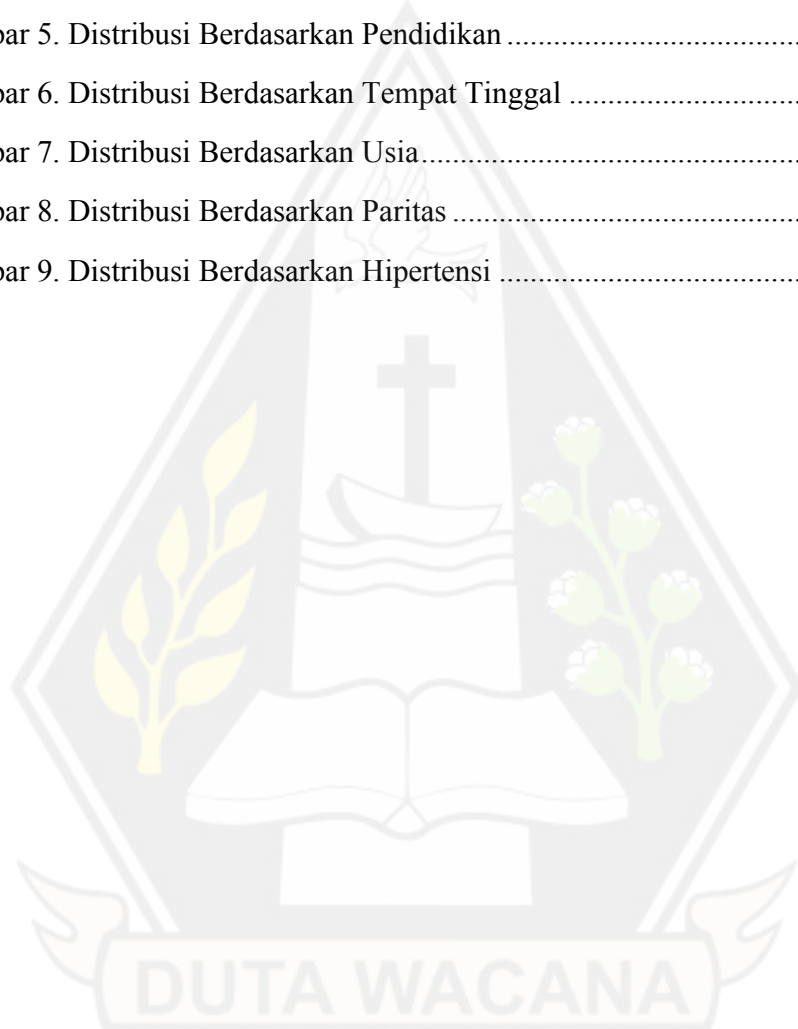 bar 5. Distribusi Berdasarkan Pendidikan ........................................
bar 6. Distribusi Berdasarkan Tempat Tinggal ................................
bar 7. Distribusi Berdasarkan Usia....................................................
bar 8. Distribusi Berdasarkan Paritas ...............................................
bar 9. Distribusi Berdasarkan Hipertensi .........................................
DUTA WACANA